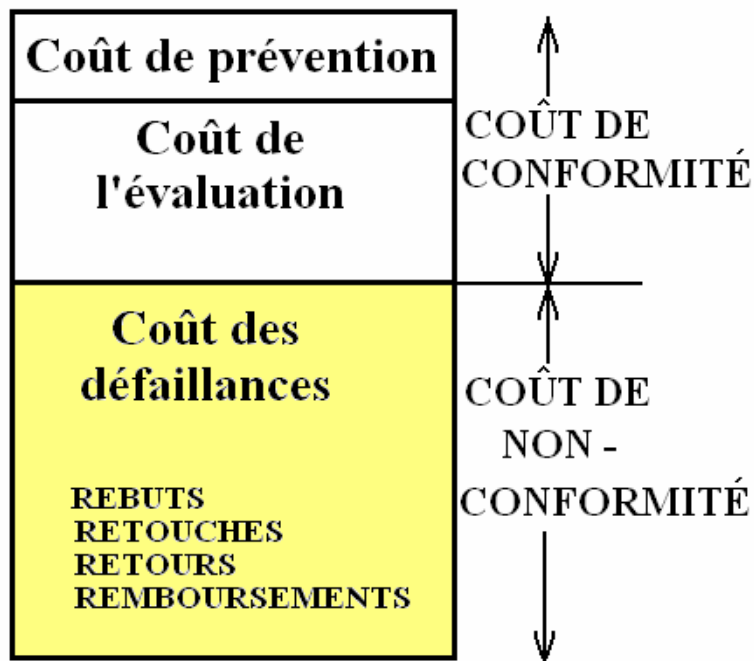 Coût de prévention
Coût de
l'évaluation
COÛT DE
CONFORMITÉ
Coût des
défaillances
REBUTS
RETOUCHES
RETOURS
REMBOURSEMENTS
COÛT DE
NON -
CONFORMITÉ